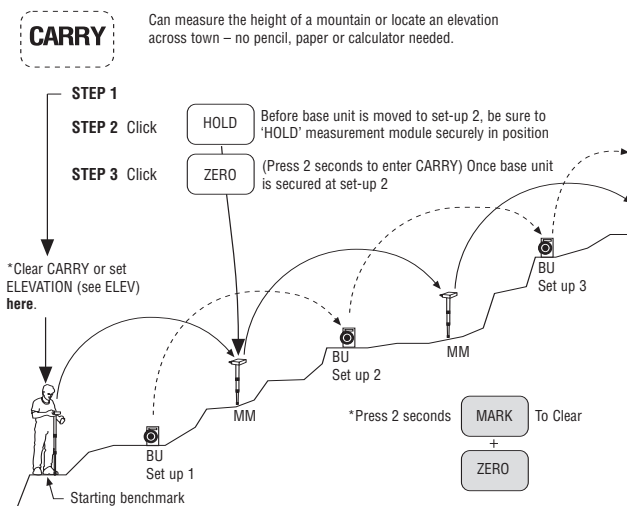 CARRY
Can measure the height of a mountain or locate an elevation
across town – no pencil, paper or calculator needed.
STEP 1
STEP 2 Click
HOLD
Before base unit is moved to set-up 2, be sure to
‘HOLD’ measurement module securely in position
STEP 3 Click
ZERO
(Press 2 seconds to enter CARRY) Once base unit
is secured at set-up 2
*Clear CARRY or set
ELEVATION (see ELEV)
here.
BU
Set up 3
BU
Set up 2
MM
MM
BU
Set up 1
*Press 2 seconds
MARK
To Clear
+
ZERO
Starting benchmark